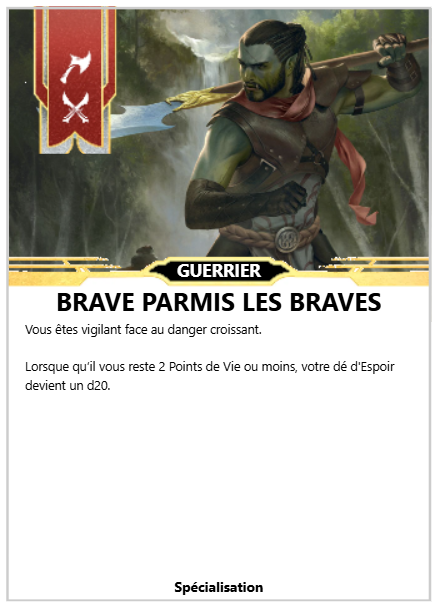 GUERRIER
BRAVE PARMIS LES BRAVES
Vous êtes vigilant face au danger croissant.
Lorsque qu'il vous reste 2 Points de Vie ou moins, votre dé d'Espoir
devient un d20.
Spécialisation